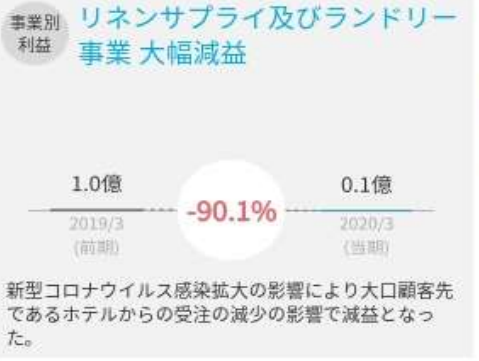 事業別
利益
リネンサプライ及びランドリー
事業 大幅減益
1.0億
-90.1%
0.1億
2019/3
(前期)
2020/3
(当期)
新型コロナウイルス感染拡大の影響により大口顧客先
であるホテルからの受注の減少の影響で減益となっ
た。